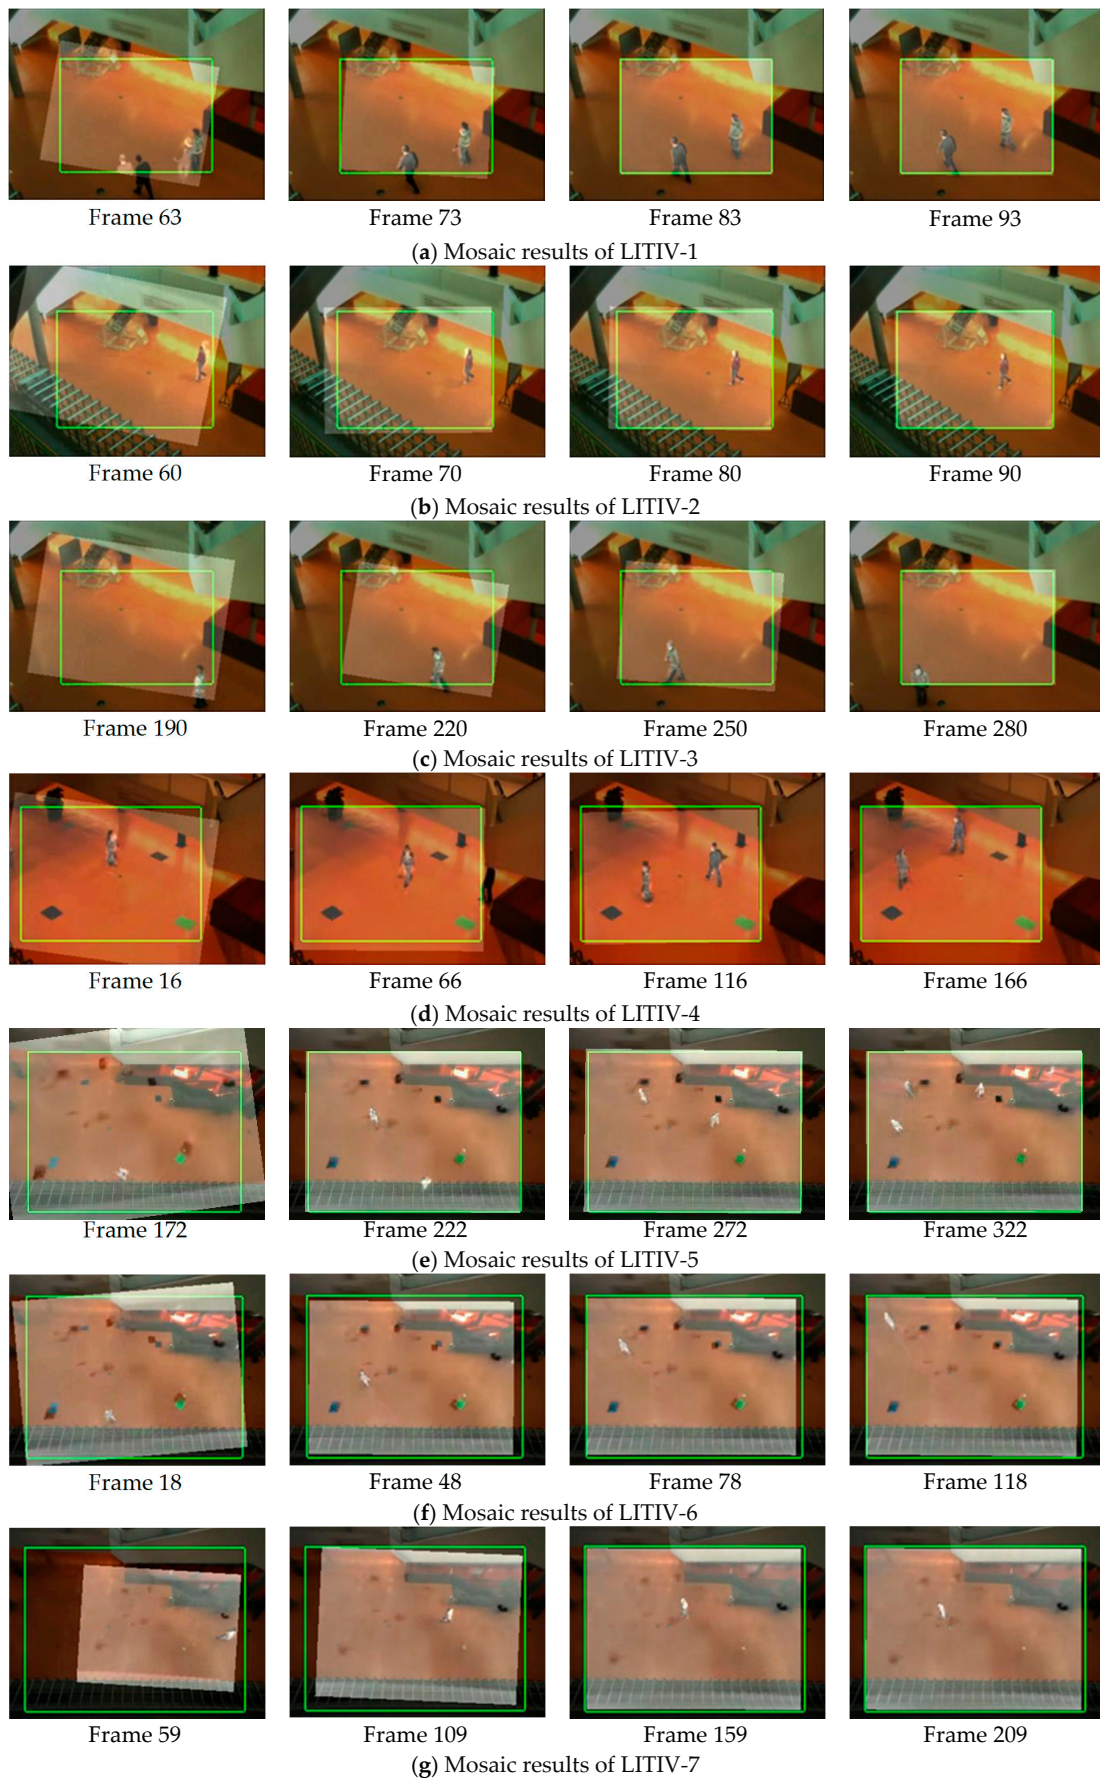 Frame 63 Frame 73 Frame 83 Frame 93
(a) Mosaic results of LITIV-1
Frame 60 Frame 70 Frame 80 Frame 90
(b) Mosaic results of LITIV-2
Frame 190 Frame 220 Frame 250 Frame 280
(c) Mosaic results of LITIV-3
Frame 16 Frame 66 Frame 116 Frame 166
(d) Mosaic results of LITIV-4
Frame 172 Frame 222 Frame 272 Frame 322
(e) Mosaic results of LITIV-5
Frame 18 Frame 48 Frame 78 Frame 118
(f) Mosaic results of LITIV-6
Frame 59 Frame 109 Frame 159 Frame 209
(g) Mosaic results of LITIV-7